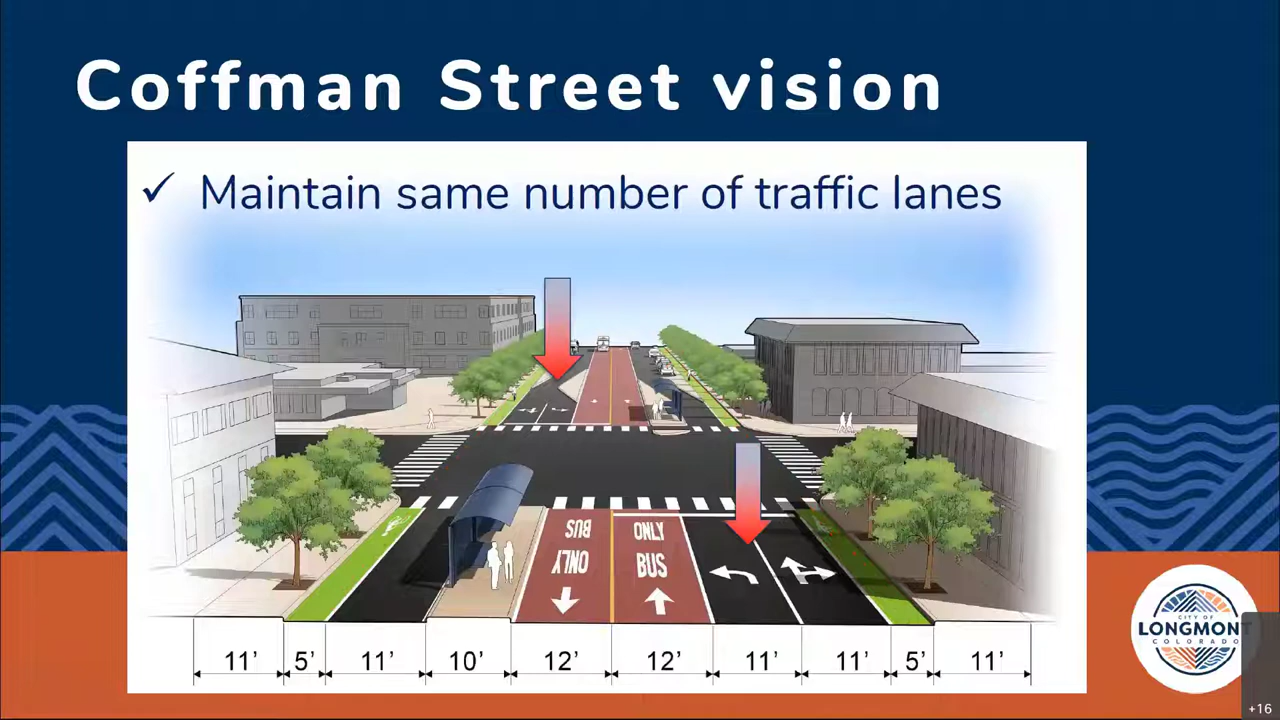 Coffman Street vision
✓ Maintain same number of traffic lanes
BUS
ONLY
ONLY
BUS
11' 5' 11' 10' 12' 12' 11' 11' 5' 11'
CITY OF
LONGMONT
COLORADO
+16